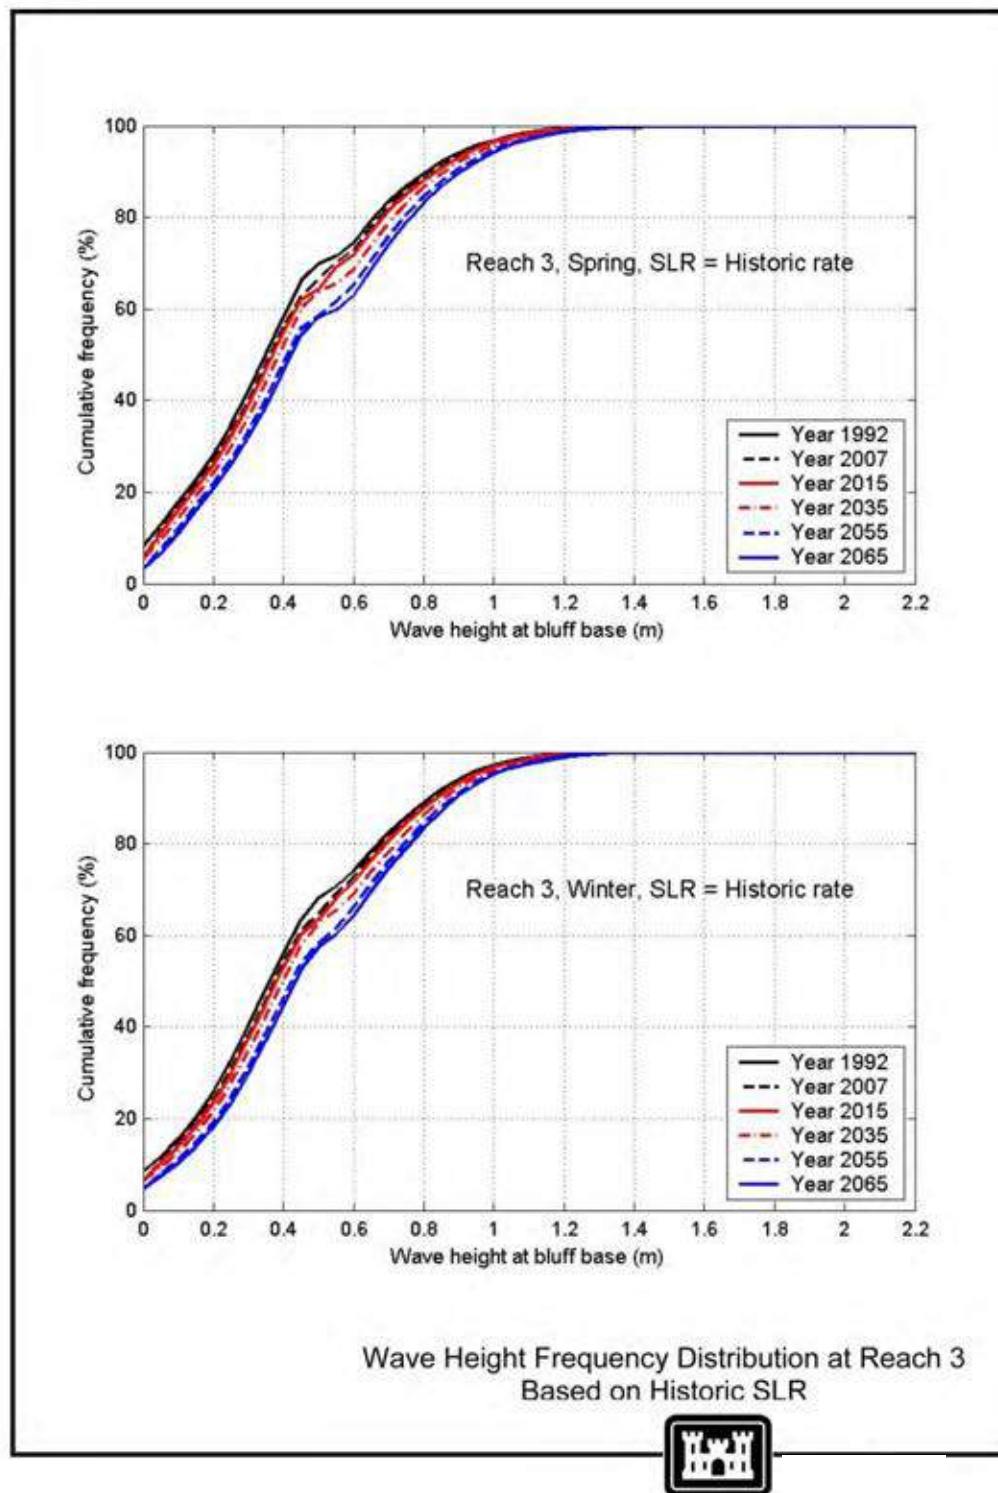 100
80
60
40
20
0
Cumulative frequency (%)
Reach 3, Spring, SLR = Historic rate
Year 1992
Year 2007
Year 2015
Year 2035
Year 2055
Year 2065
0 0.2 0.4 0.6 0.8 1 1.2 1.4 1.6 1.8 2 2.2
Wave height at bluff base (m)
100
80
60
40
20
0
Cumulative frequency (%)
Reach 3, Winter, SLR = Historic rate
Year 1992
Year 2007
Year 2015
Year 2035
Year 2055
Year 2065
0 0.2 0.4 0.6 0.8 1 1.2 1.4 1.6 1.8 2 2.2
Wave height at bluff base (m)
Wave Height Frequency Distribution at Reach 3
Based on Historic SLR